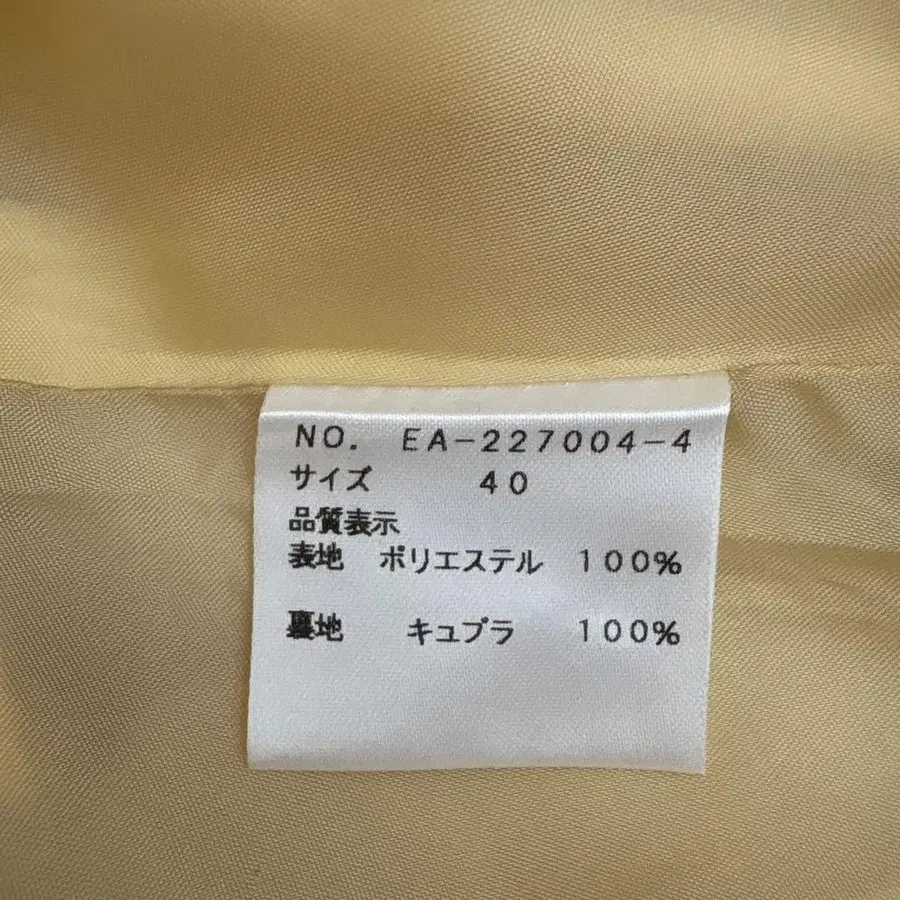 NO. EA-227004-4
サイズ 40
品質表示
表地 ポリエステル 100%
裏地 キュプラ 100%